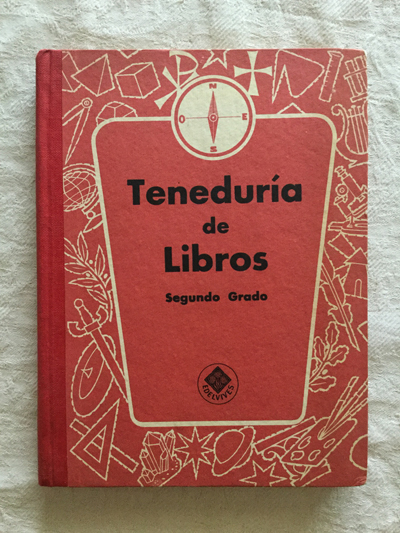 N
O E
S
Teneduría
de
Libros
Segundo Grado
EDELVIVES